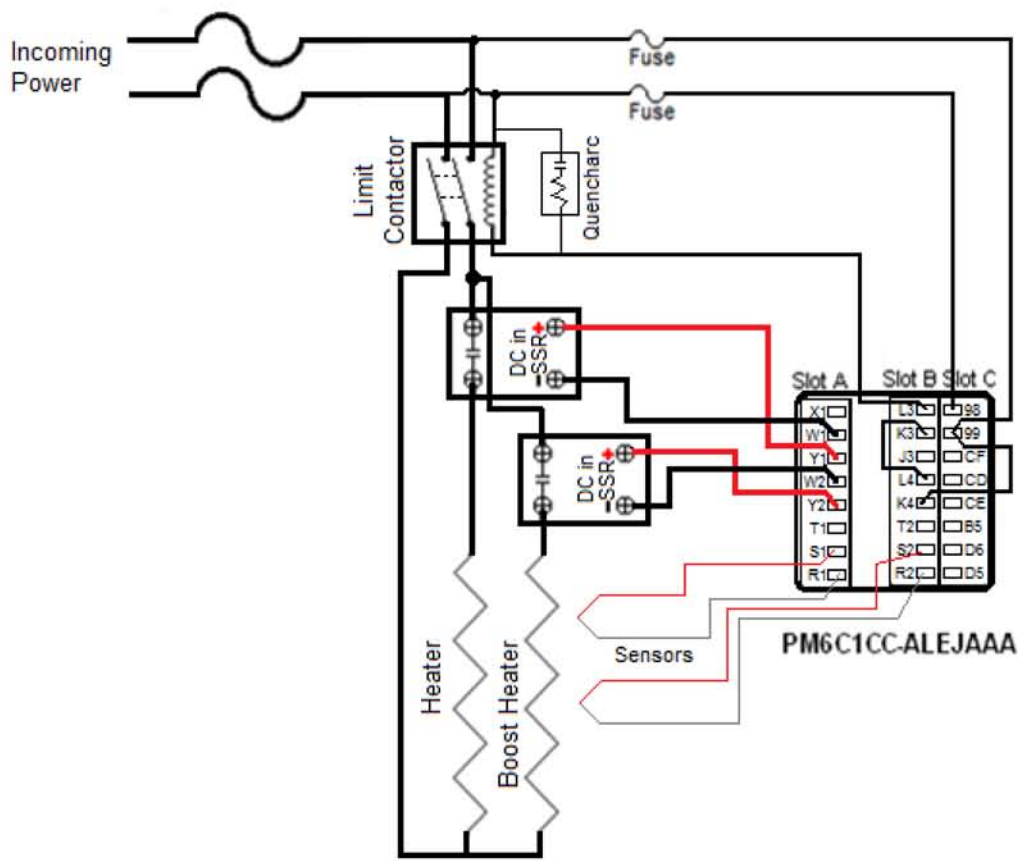 Incoming
Power
Fuse
Fuse
Limit
Contactor
Quencharc
DC in
+
SSR
-
DC in
+
SSR
-
Slot A
Slot B
Slot C
X1
W1
Y1
W2
Y2
T1
S1
R1
L3
K3
J3
L4
K4
T2
S2
R2
98
99
CF
CD
CE
B5
D6
D5
Heater
Boost Heater
Sensors
PM6C1CC-ALEJAAA